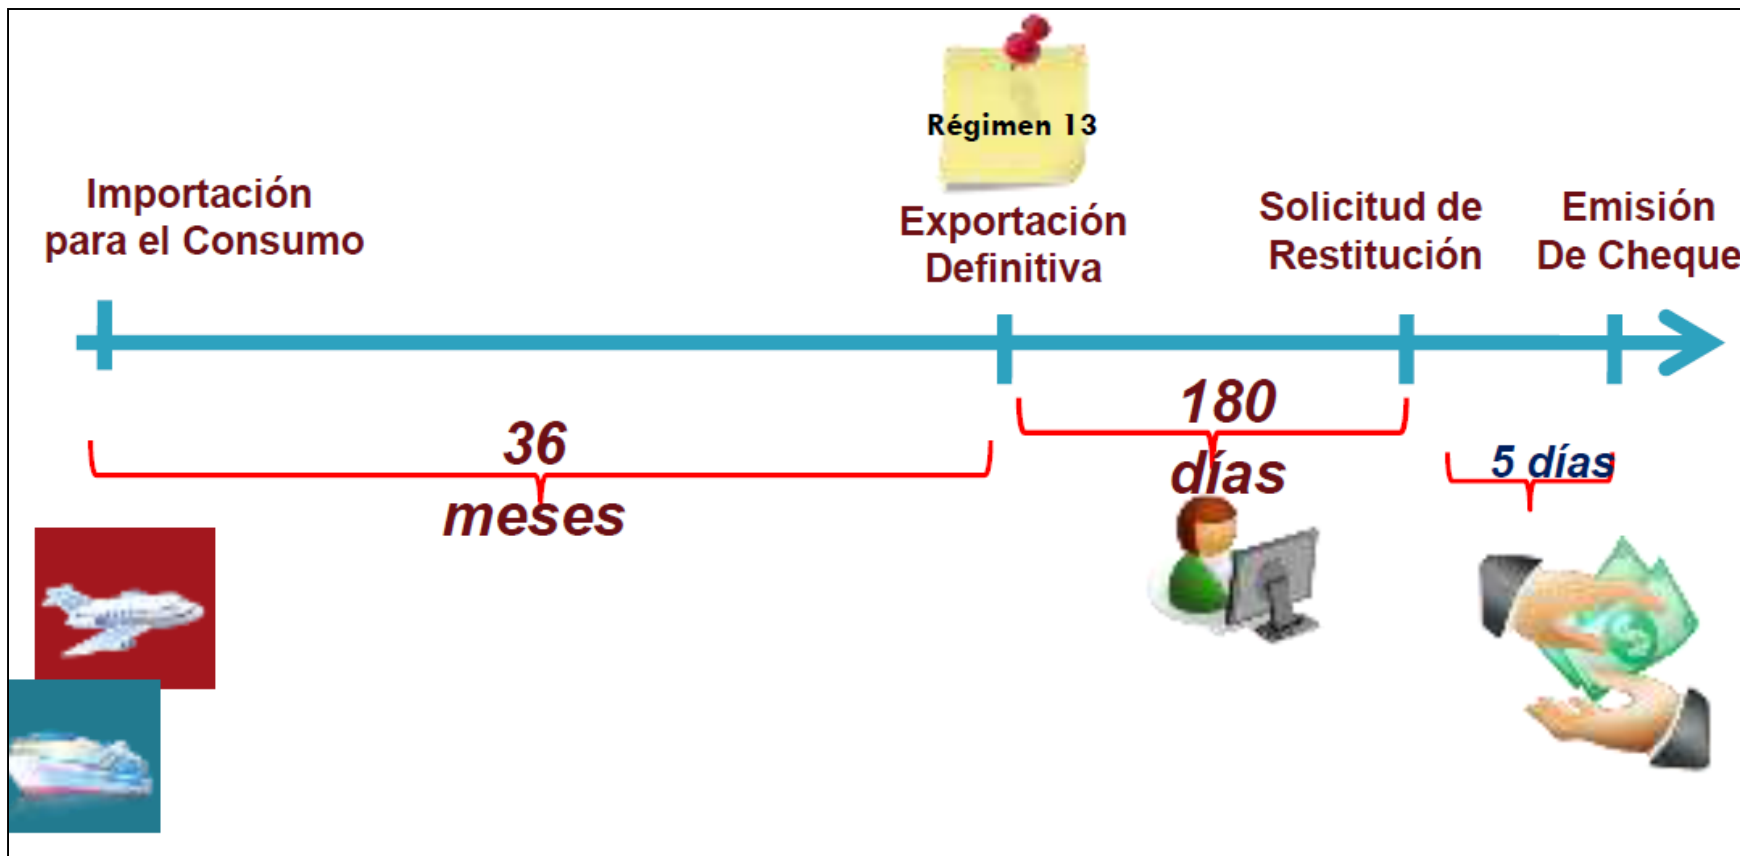 Régimen 13
Importación
para el Consumo
Exportación
Definitiva
Solicitud de
Restitución
Emisión
De Cheque
36
meses
180
días
5 días